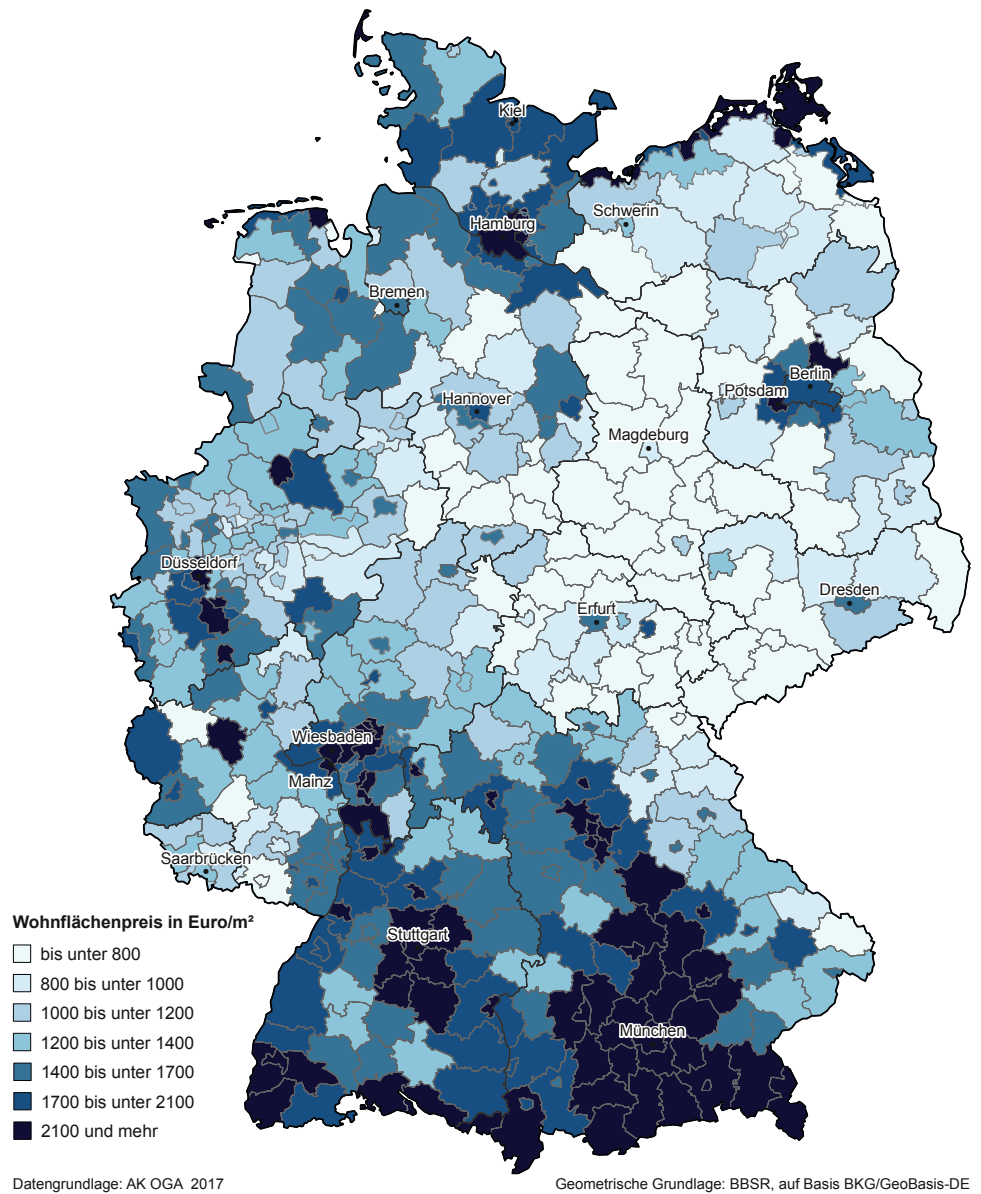 Kiel
Schwerin
Hamburg
Bremen
Berlin
Potsdam
Hannover
Magdeburg
Düsseldorf
Dresden
Erfurt
Wiesbaden
Mainz
Saarbrücken
Stuttgart
München
Wohnflächenpreis in Euro/m²
bis unter 800
800 bis unter 1000
1000 bis unter 1200
1200 bis unter 1400
1400 bis unter 1700
1700 bis unter 2100
2100 und mehr
Datengrundlage: AK OGA 2017
Geometrische Grundlage: BBSR, auf Basis BKG/GeoBasis-DE